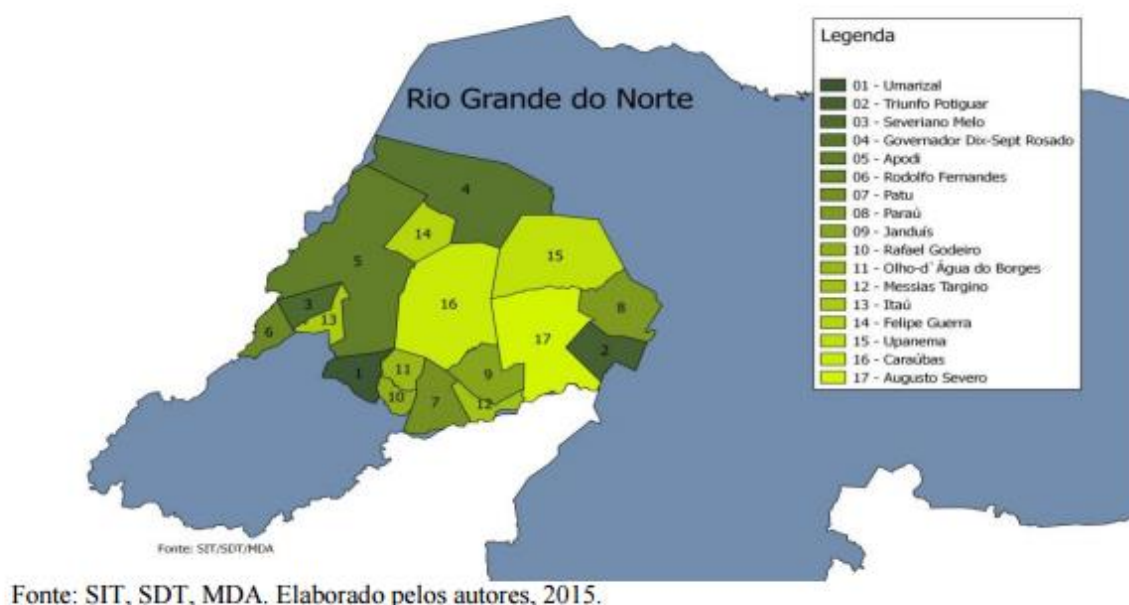 Rio Grande do Norte
Legenda
01 - Umarizal
02 - Triunfo Potiguar
03 - Severiano Melo
04 - Governador Dix-Sept Rosado
05 - Apodi
06 - Rodolfo Fernandes
07 - Patu
08 - Paraú
09 - Janduís
10 - Rafael Godeiro
11 - Olho-d`Água do Borges
12 - Messias Targino
13 - Itaú
14 - Felipe Guerra
15 - Upanema
16 - Caraúbas
17 - Augusto Severo
4
14
15
5
16
3
13
6
8
17
2
1
11
9
10
7
12
Fonte: SIT/SDT/MDA
Fonte: SIT, SDT, MDA. Elaborado pelos autores, 2015.